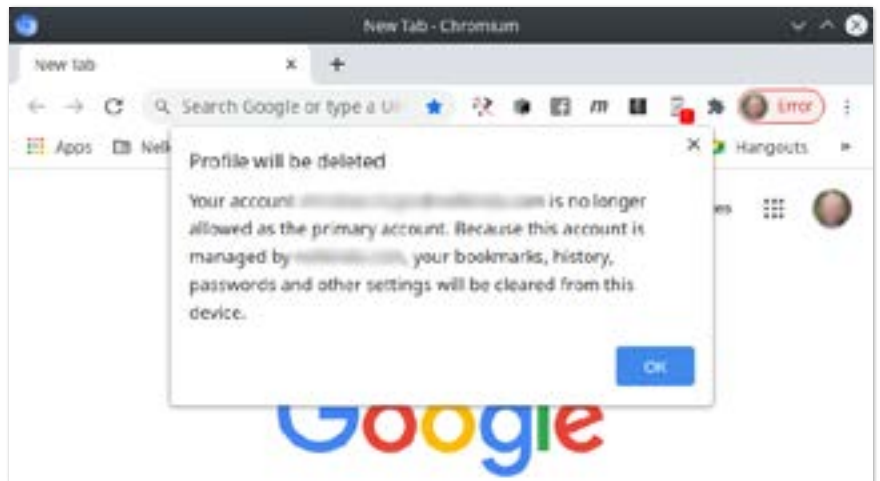 New Tab - Chromium
New Tab
Search Google or type a U
Error
Apps
Hangouts
Profile will be deleted
Your account is no longer
allowed as the primary account. Because this account is
managed by , your bookmarks, history,
passwords and other settings will be cleared from this
device.
OK
Google